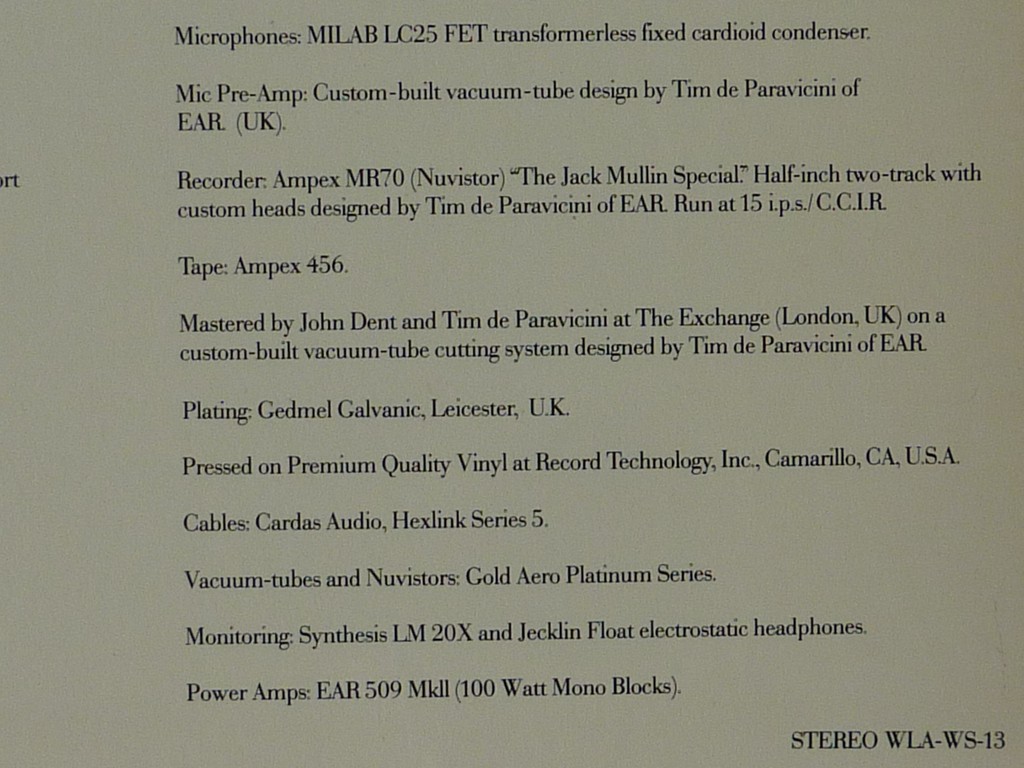 Microphones: MILAB LC25 FET transformerless fixed cardioid condenser.
Mic Pre-Amp: Custom-built vacuum-tube design by Tim de Paravicini of
EAR. (UK).
Recorder: Ampex MR70 (Nuvistor) “The Jack Mullin Special.” Half-inch two-track with
custom heads designed by Tim de Paravicini of EAR. Run at 15 i.p.s./C.C.I.R.
Tape: Ampex 456.
Mastered by John Dent and Tim de Paravicini at The Exchange (London, UK) on a
custom-built vacuum-tube cutting system designed by Tim de Paravicini of EAR.
Plating: Gedmel Galvanic, Leicester, U.K.
Pressed on Premium Quality Vinyl at Record Technology, Inc., Camarillo, CA, U.S.A.
Cables: Cardas Audio, Hexlink Series 5.
Vacuum-tubes and Nuvistors: Gold Aero Platinum Series.
Monitoring: Synthesis LM 20X and Jecklin Float electrostatic headphones.
Power Amps: EAR 509 MkII (100 Watt Mono Blocks).
STEREO WLA-WS-13